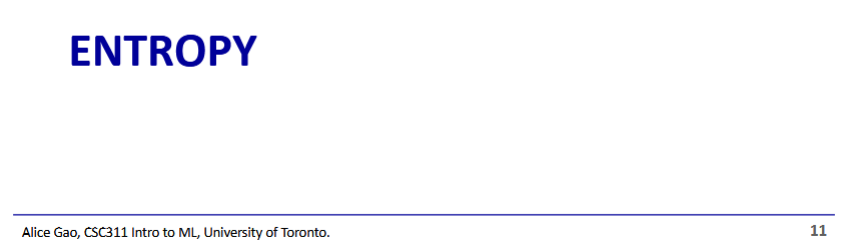 ENTROPY
Alice Gao, CSC311 Intro to ML, University of Toronto.
11